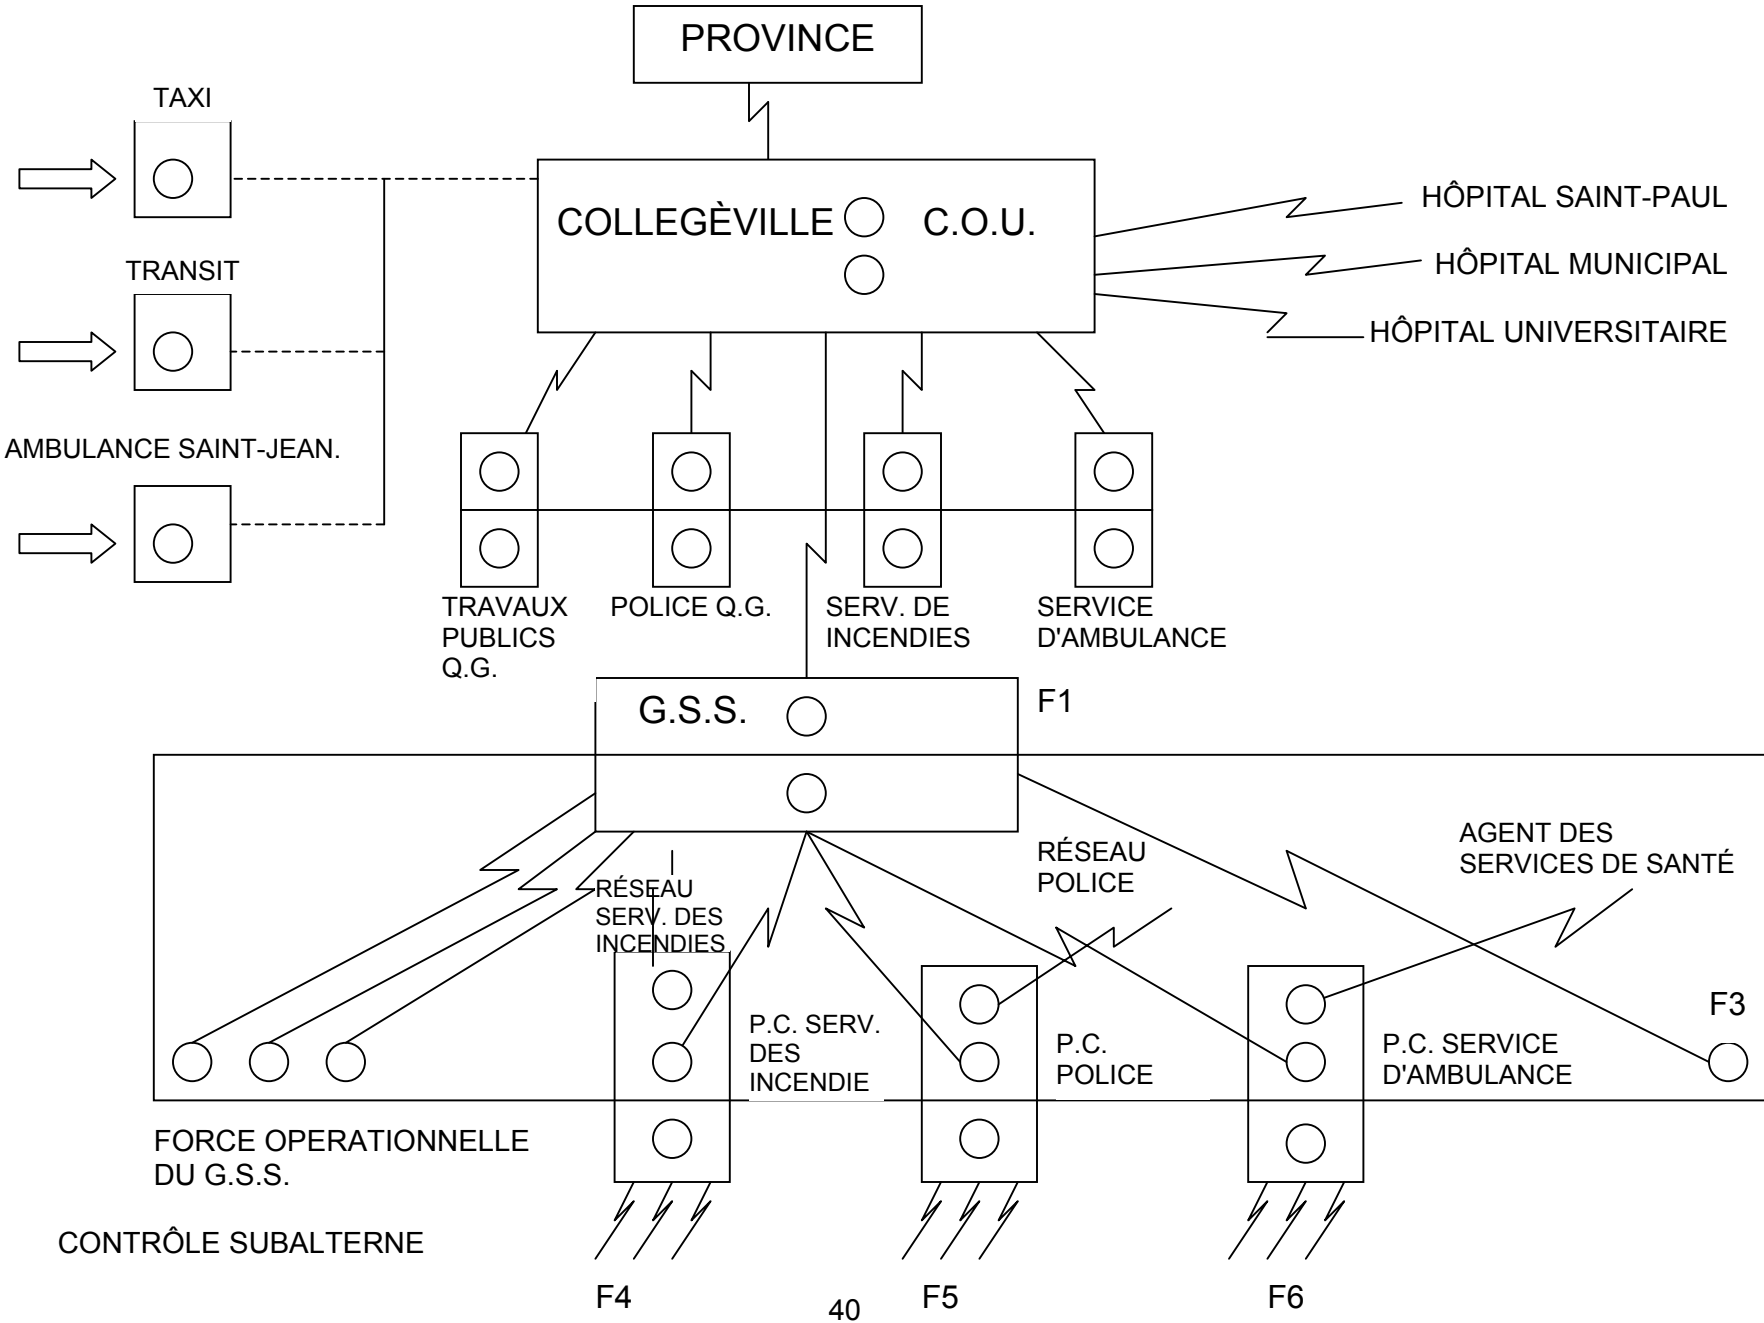 PROVINCE
TAXI
COLLEGÈVILLE C.O.U.
HÔPITAL SAINT-PAUL
TRANSIT
HÔPITAL MUNICIPAL
HÔPITAL UNIVERSITAIRE
AMBULANCE SAINT-JEAN.
TRAVAUX
PUBLICS
Q.G.
POLICE Q.G.
SERV. DE
INCENDIES
SERVICE
D'AMBULANCE
G.S.S.
F1
RÉSEAU
SERV. DES
INCENDIES
RÉSEAU
POLICE
AGENT DES
SERVICES DE SANTÉ
P.C. SERV.
DES
INCENDIE
P.C.
POLICE
P.C. SERVICE
D'AMBULANCE
F3
FORCE OPERATIONNELLE
DU G.S.S.
CONTRÔLE SUBALTERNE
F4
F5
F6
40